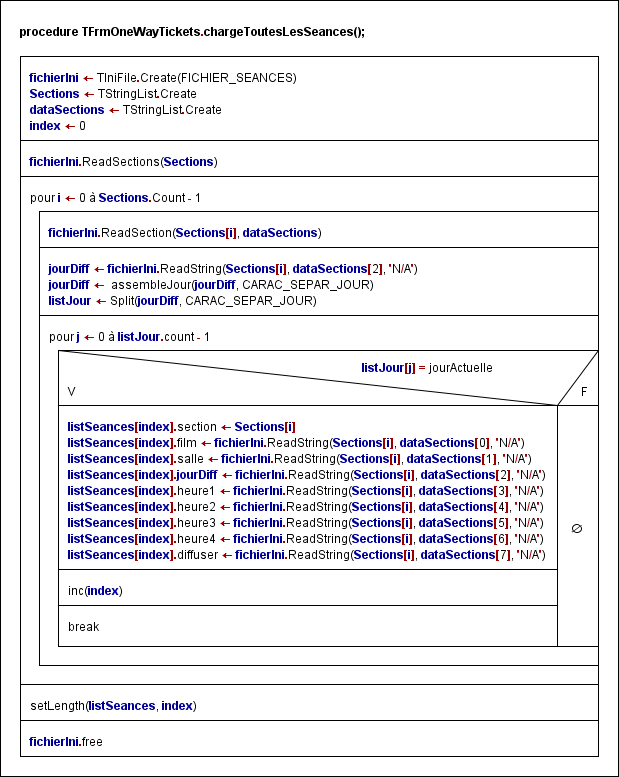 procedure TFrmOneWayTickets.chargeToutesLesSeances();
fichierIni ← TIniFile.Create(FICHIER_SEANCES)
Sections ← TStringList.Create
dataSections ← TStringList.Create
index ← 0
fichierIni.ReadSections(Sections)
pour i ← 0 à Sections.Count - 1
fichierIni.ReadSection(Sections[i], dataSections)
jourDiff ← fichierIni.ReadString(Sections[i], dataSections[2], 'N/A')
jourDiff ← assembleJour(jourDiff, CARAC_SEPAR_JOUR)
listJour ← Split(jourDiff, CARAC_SEPAR_JOUR)
pour j ← 0 à listJour.count - 1
listJour[j] = jourActuelle
V F
listSeances[index].section ← Sections[i]
listSeances[index].film ← fichierIni.ReadString(Sections[i], dataSections[0], 'N/A')
listSeances[index].salle ← fichierIni.ReadString(Sections[i], dataSections[1], 'N/A')
listSeances[index].jourDiff ← fichierIni.ReadString(Sections[i], dataSections[2], 'N/A')
listSeances[index].heure1 ← fichierIni.ReadString(Sections[i], dataSections[3], 'N/A')
listSeances[index].heure2 ← fichierIni.ReadString(Sections[i], dataSections[4], 'N/A')
listSeances[index].heure3 ← fichierIni.ReadString(Sections[i], dataSections[5], 'N/A')
listSeances[index].heure4 ← fichierIni.ReadString(Sections[i], dataSections[6], 'N/A')
listSeances[index].diffuser ← fichierIni.ReadString(Sections[i], dataSections[7], 'N/A')
∅
inc(index)
break
setLength(listSeances, index)
fichierIni.free